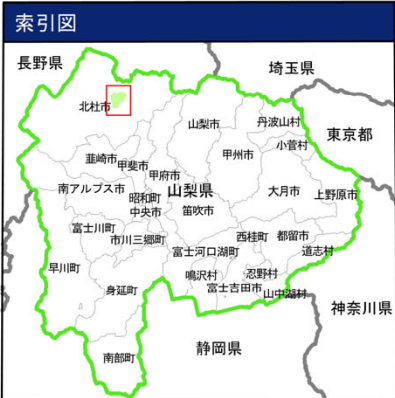 索引図
長野県
埼玉県
北杜市
山梨市
丹波山村
東京都
小菅村
甲州市
韮崎市
甲斐市
甲府市
南アルプス市
山梨県
大月市
上野原市
昭和町
中央市
笛吹市
富士川町
市川三郷町
西桂町
都留市
道志村
富士河口湖町
早川町
鳴沢村
忍野村
身延町
富士吉田市
山中湖村
神奈川県
静岡県
南部町